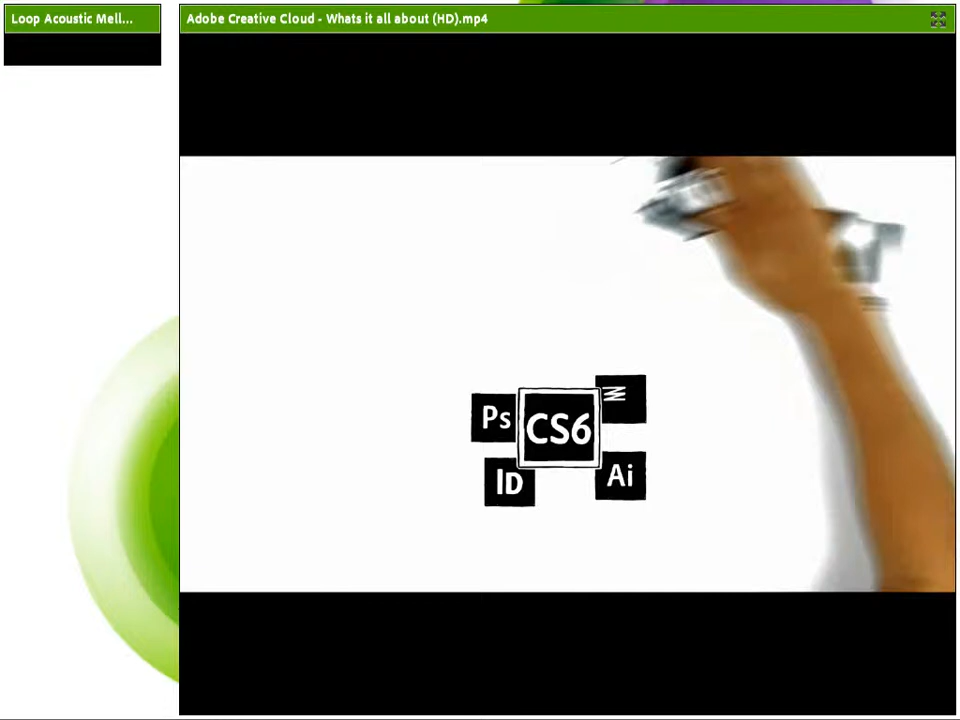 Loop Acoustic Mell...
Adobe Creative Cloud - Whats it all about (HD).mp4
Ps
CS6
ID
Ai